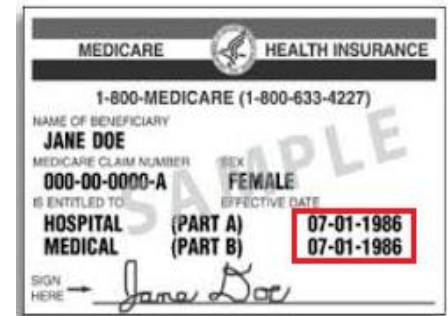 MEDICARE HEALTH INSURANCE
1-800-MEDICARE (1-800-633-4227)
NAME OF BENEFICIARY
JANE DOE
MEDICARE CLAIM NUMBER SEX
000-00-0000-A FEMALE
IS ENTITLED TO EFFECTIVE DATE
HOSPITAL (PART A) 07-01-1986
MEDICAL (PART B) 07-01-1986
SIGN
HERE → Jane Doe
SAMPLE